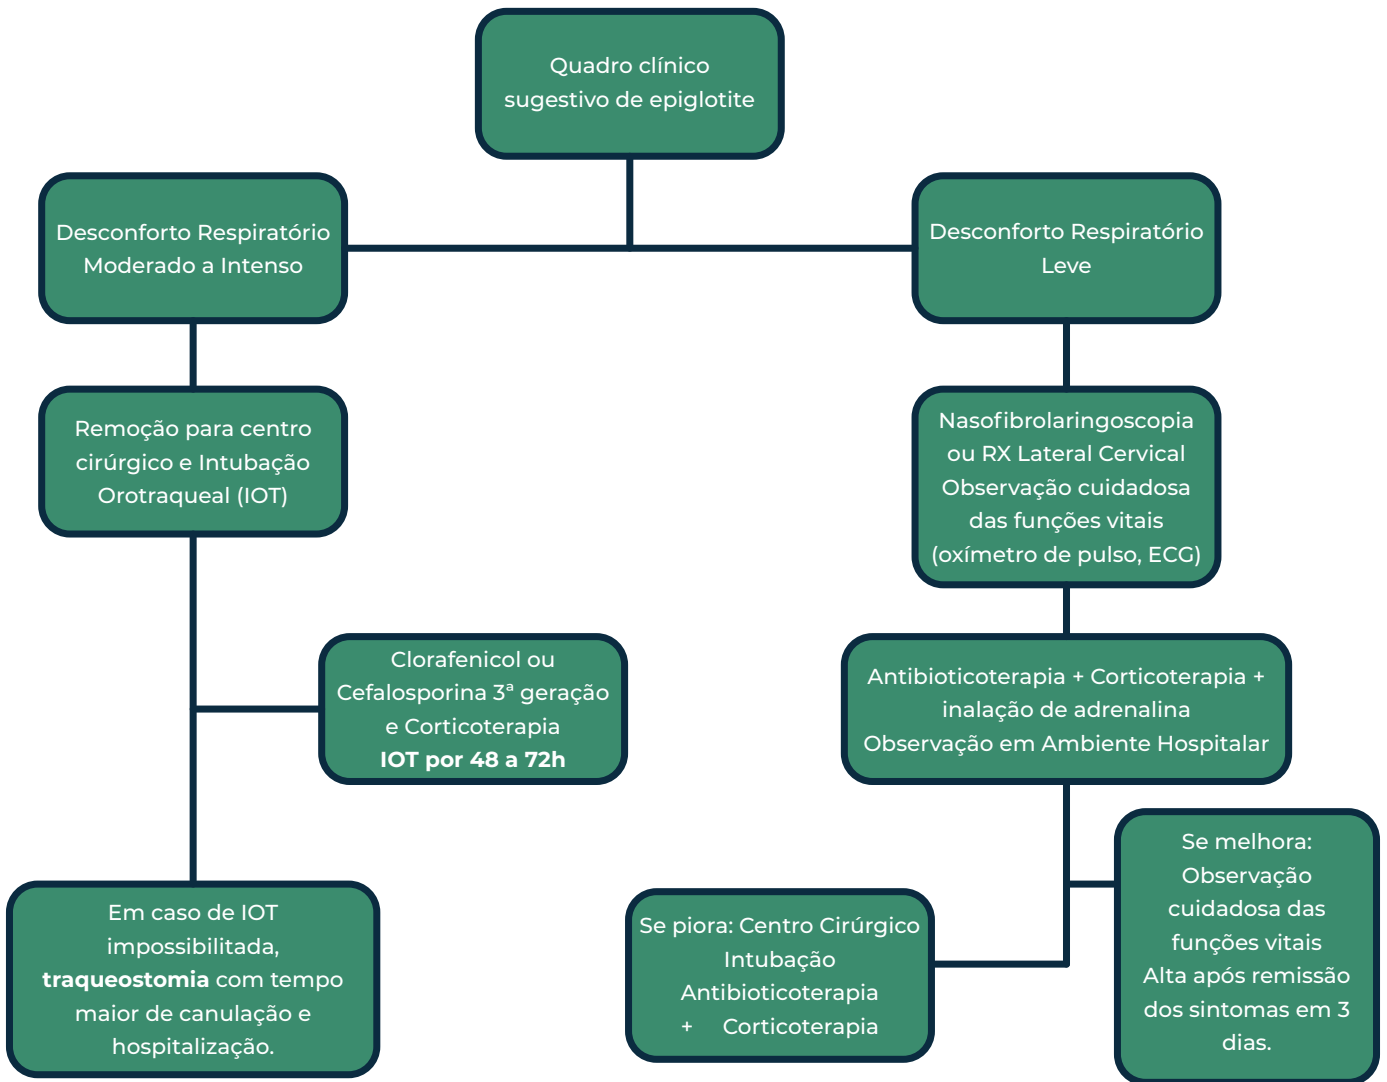 Quadro clínico
sugestivo de epiglotite
Desconforto Respiratório
Moderado a Intenso
Desconforto Respiratório
Leve
Remoção para centro
cirúrgico e Intubação
Orotraqueal (IOT)
Nasofibrolaringoscopia
ou RX Lateral Cervical
Observação cuidadosa
das funções vitais
(oxímetro de pulso, ECG)
Clorafenicol ou
Cefalosporina 3ª geração
e Corticoterapia
IOT por 48 a 72h
Antibioticoterapia + Corticoterapia +
inalação de adrenalina
Observação em Ambiente Hospitalar
Em caso de IOT
impossibilitada,
traqueostomia com tempo
maior de canulação e
hospitalização.
Se piora: Centro Cirúrgico
Intubação
Antibioticoterapia
+ Corticoterapia
Se melhora:
Observação
cuidadosa das
funções vitais
Alta após remissão
dos sintomas em 3
dias.